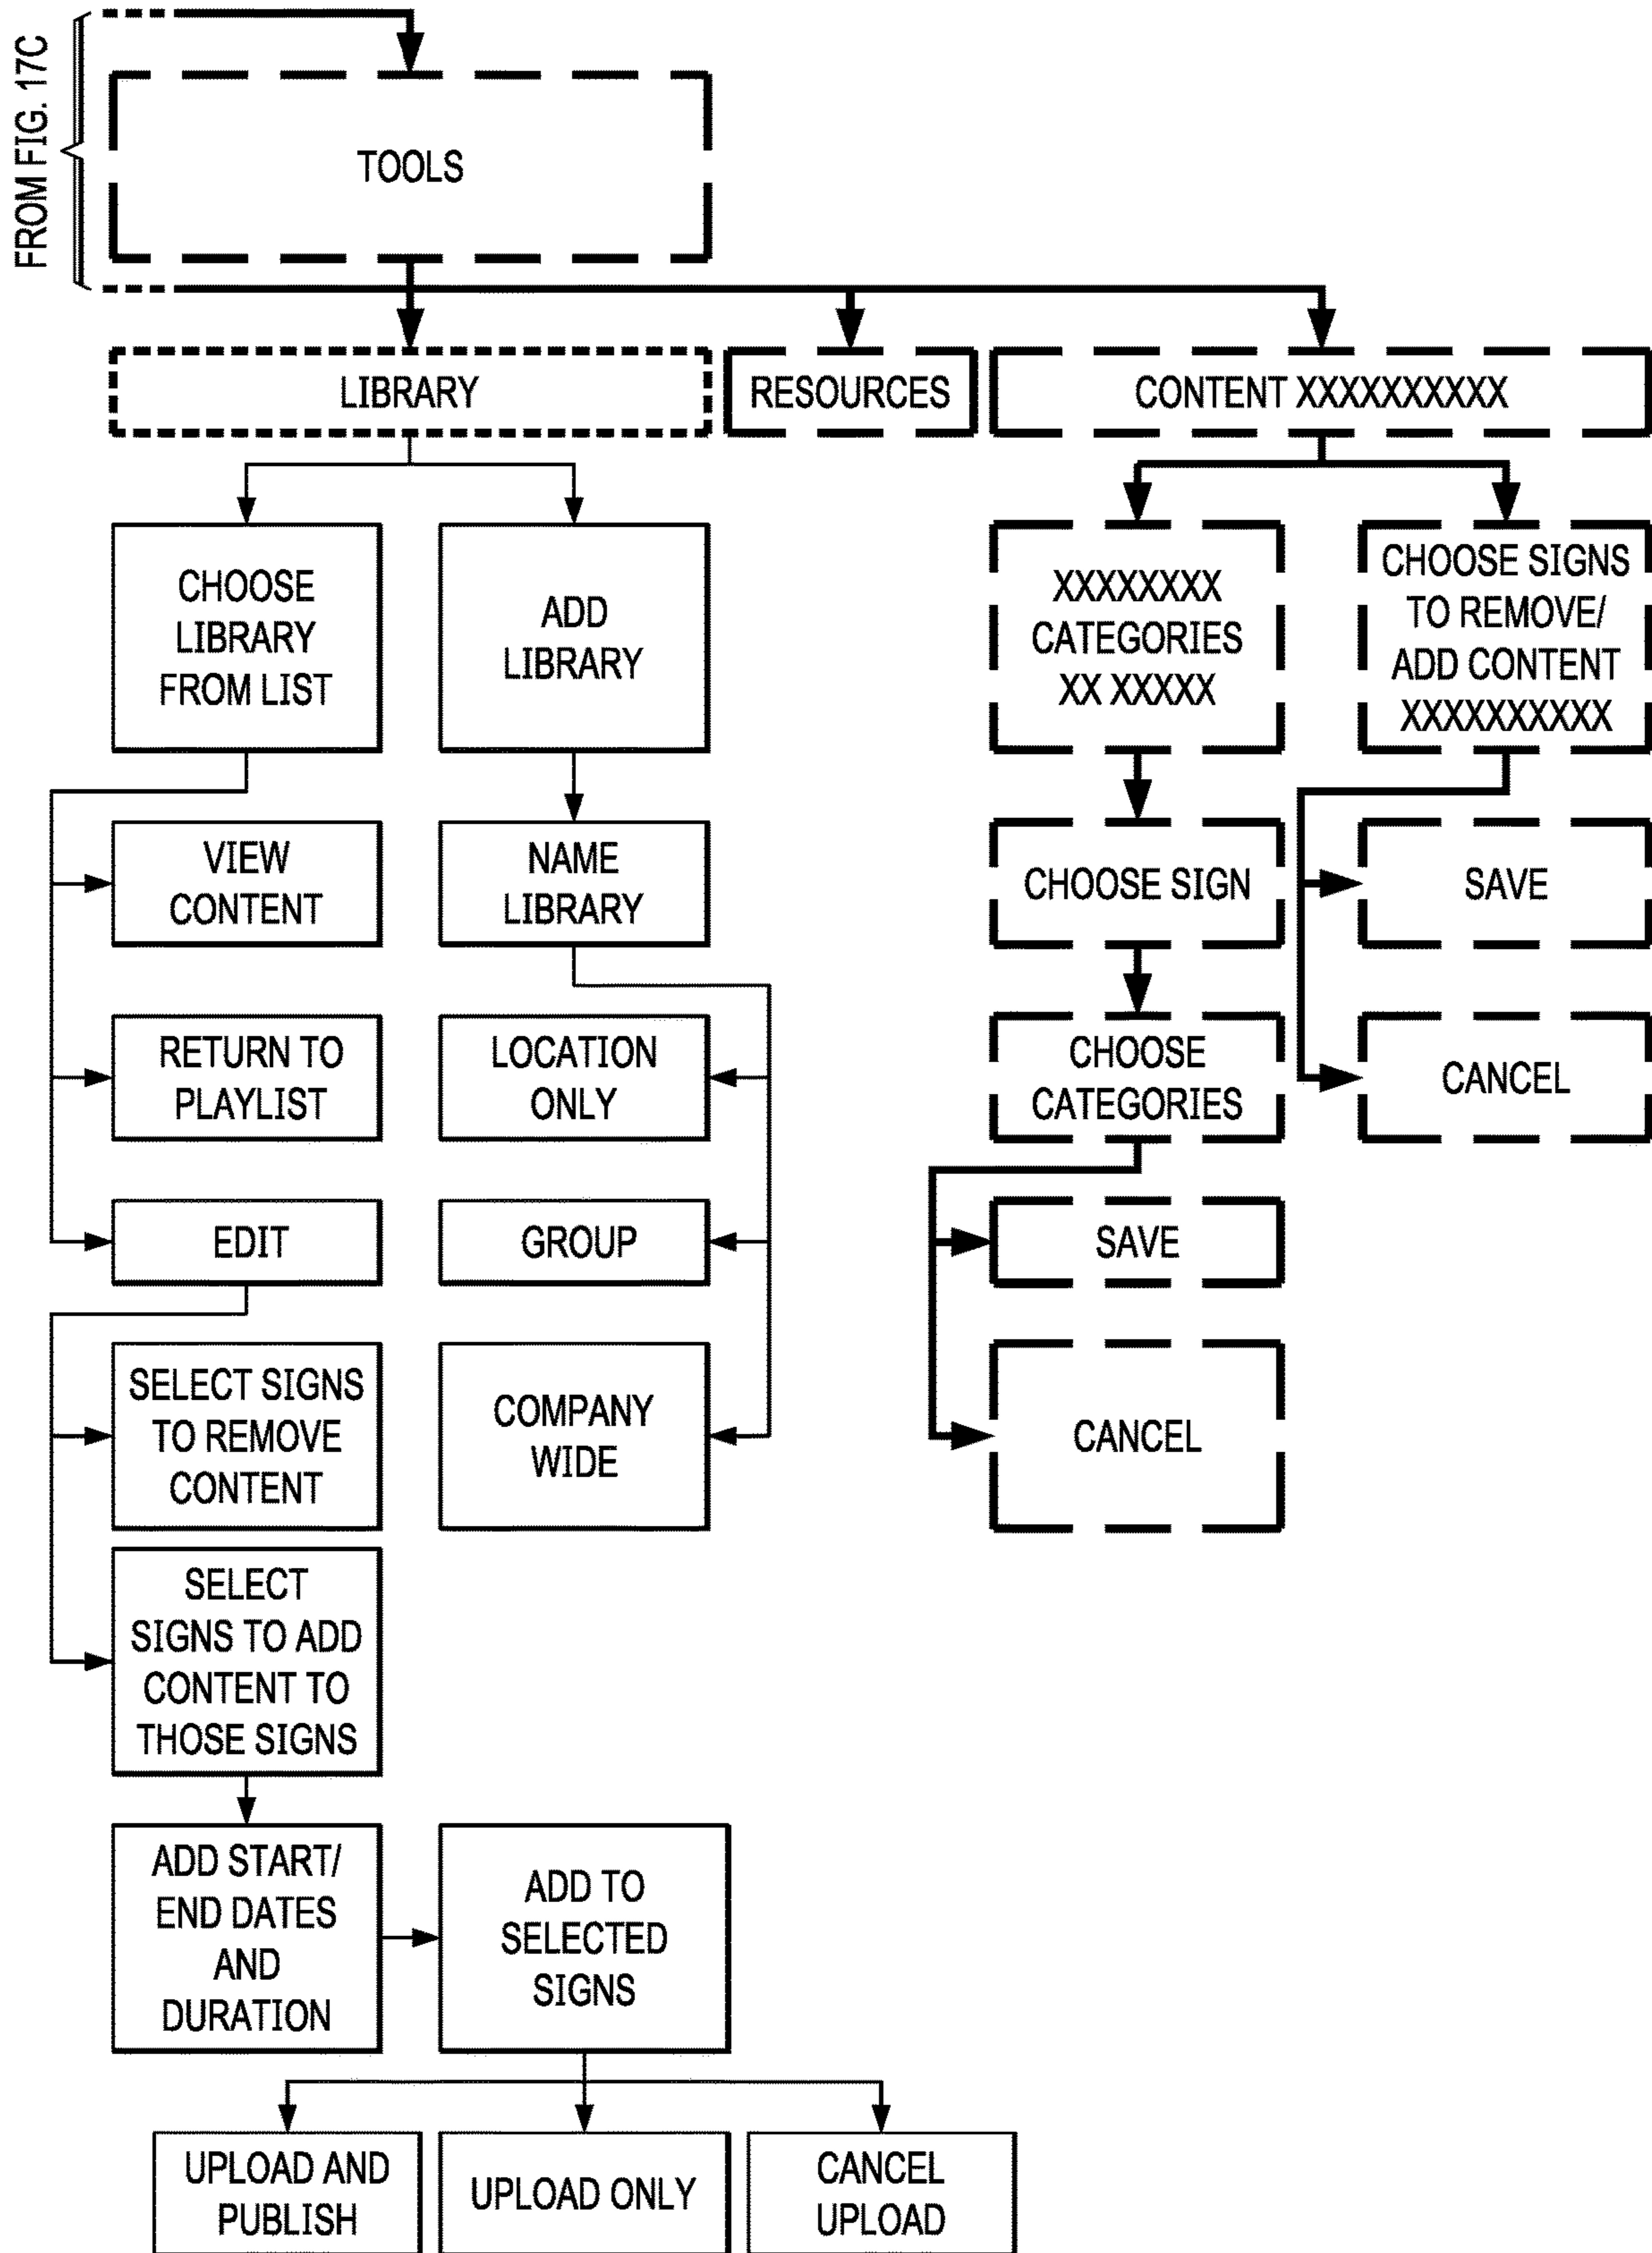 FROM FIG. 17C
TOOLS
LIBRARY
RESOURCES
CONTENT XXXXXXXXXX
CHOOSE
LIBRARY
FROM LIST
ADD
LIBRARY
XXXXXXXX
CATEGORIES
XX XXXXX
CHOOSE SIGNS
TO REMOVE/
ADD CONTENT
XXXXXXXXXX
VIEW
CONTENT
NAME
LIBRARY
CHOOSE SIGN
SAVE
RETURN TO
PLAYLIST
LOCATION
ONLY
CHOOSE
CATEGORIES
CANCEL
EDIT
GROUP
SAVE
SELECT SIGNS
TO REMOVE
CONTENT
COMPANY
WIDE
CANCEL
SELECT
SIGNS TO ADD
CONTENT TO
THOSE SIGNS
ADD START/
END DATES
AND
DURATION
ADD TO
SELECTED
SIGNS
UPLOAD AND
PUBLISH
UPLOAD ONLY
CANCEL
UPLOAD